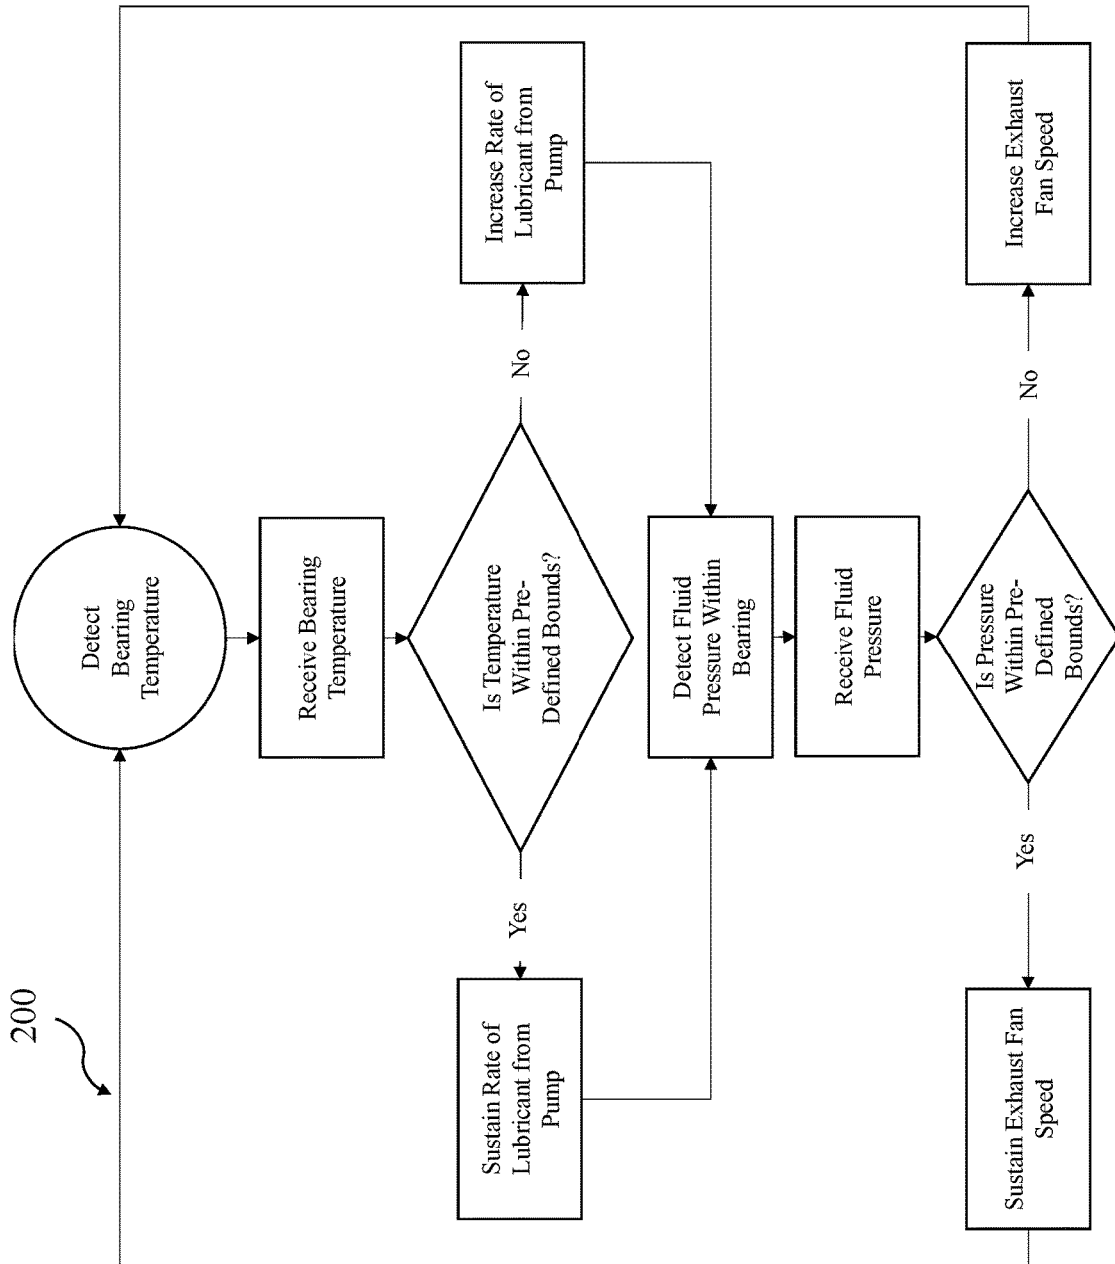 200
Detect
Bearing
Temperature
Receive Bearing
Temperature
Is Temperature
Within Pre-
Defined Bounds?
Yes
No
Sustain Rate of
Lubricant from
Pump
Increase Rate of
Lubricant from
Pump
Detect Fluid
Pressure Within
Bearing
Receive Fluid
Pressure
Is Pressure
Within Pre-
Defined
Bounds?
Yes
No
Sustain Exhaust Fan
Speed
Increase Exhaust
Fan Speed